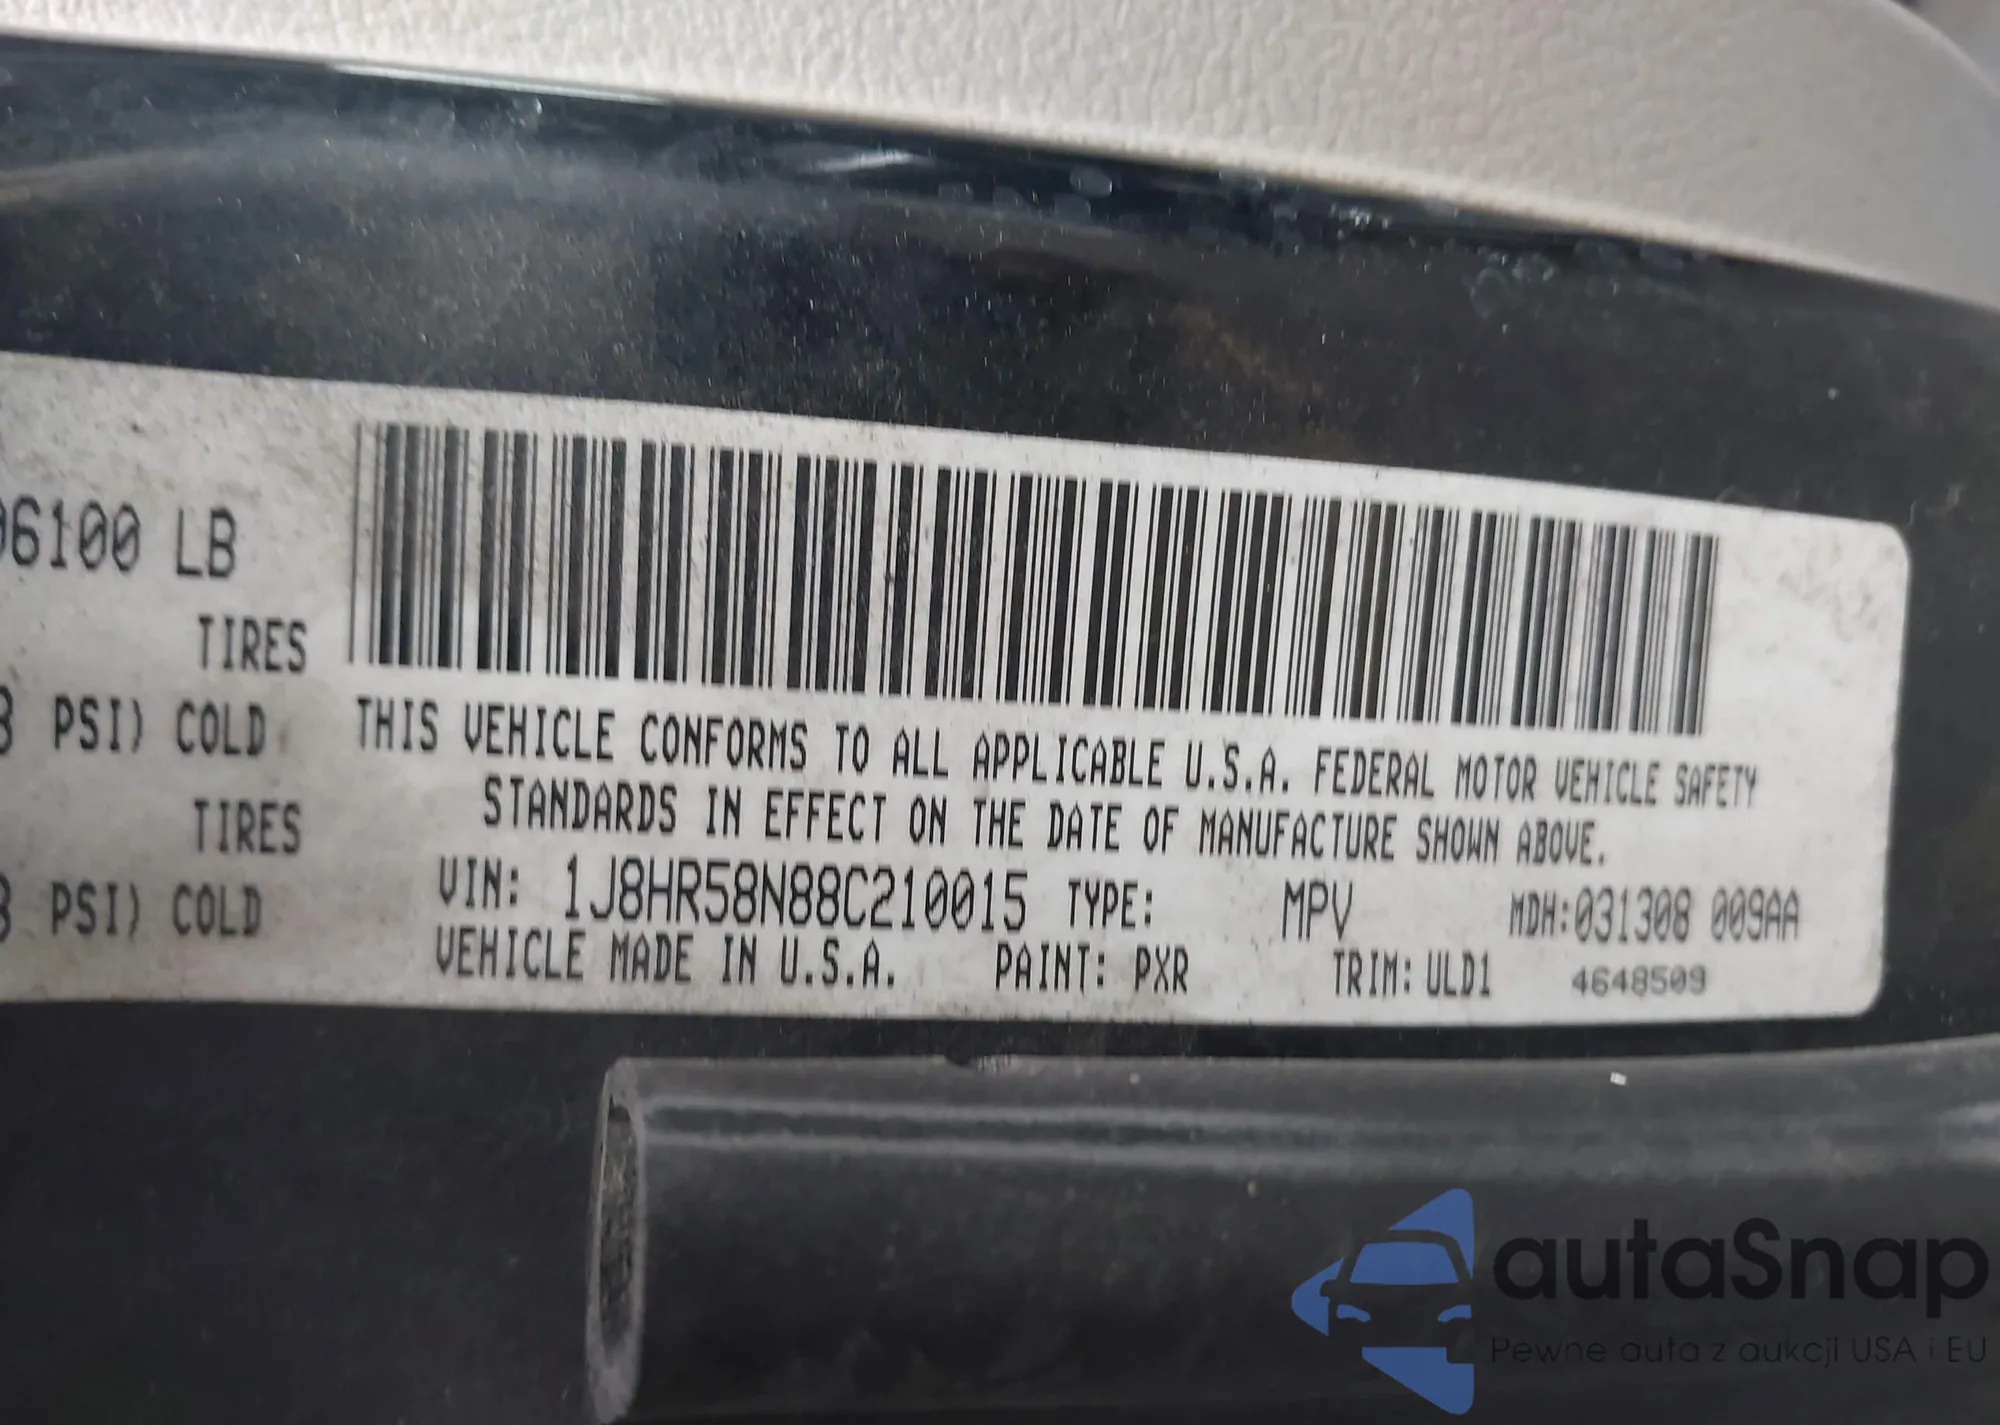 06100 LB
TIRES
PSI) COLD
TIRES
PSI) COLD
THIS VEHICLE CONFORMS TO ALL APPLICABLE U.S.A. FEDERAL MOTOR VEHICLE SAFETY
STANDARDS IN EFFECT ON THE DATE OF MANUFACTURE SHOWN ABOVE.
VIN: 1J8HR58N88C210015 TYPE: MPV MDH:031308 009AA
VEHICLE MADE IN U.S.A. PAINT: PXR TRIM: ULD1 4648509
autaSnap
Pewne auta z aukcji USA i EU